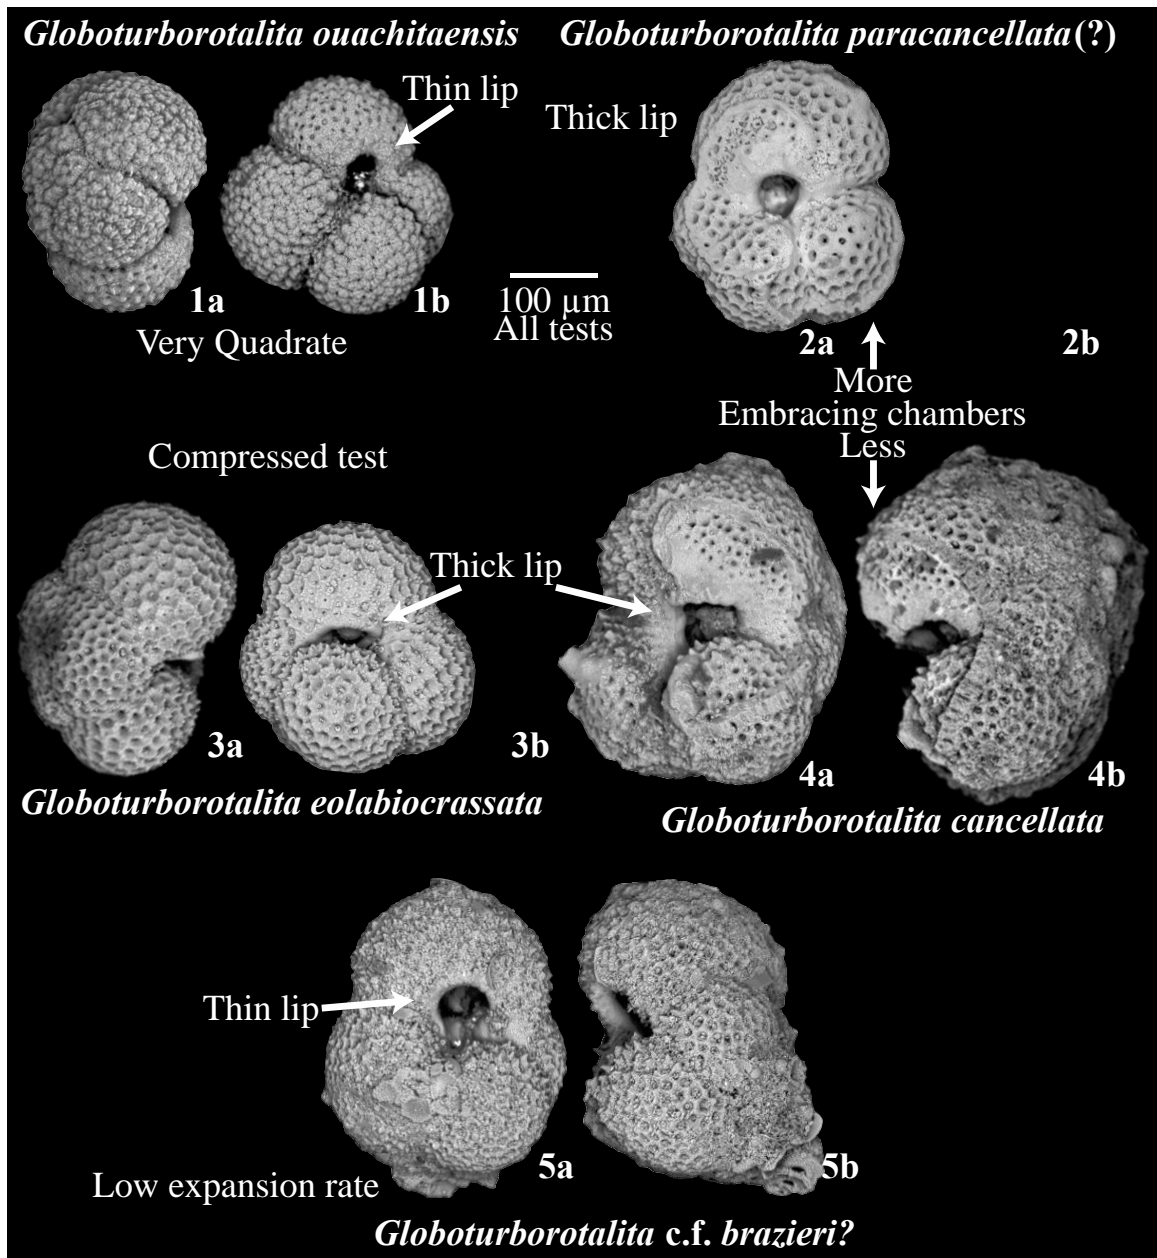 Globoturborotalita ouachitaensis
Globoturborotalita paracancellata(?)
Thin lip
Thick lip
1a
1b
100 µm
All tests
Very Quadrate
2a
2b
More
Embracing chambers
Less
Compressed test
Thick lip
3a
3b
4a
4b
Globoturborotalita eolabiocrassata
Globoturborotalita cancellata
Thin lip
5a
5b
Low expansion rate
Globoturborotalita c.f. brazieri?